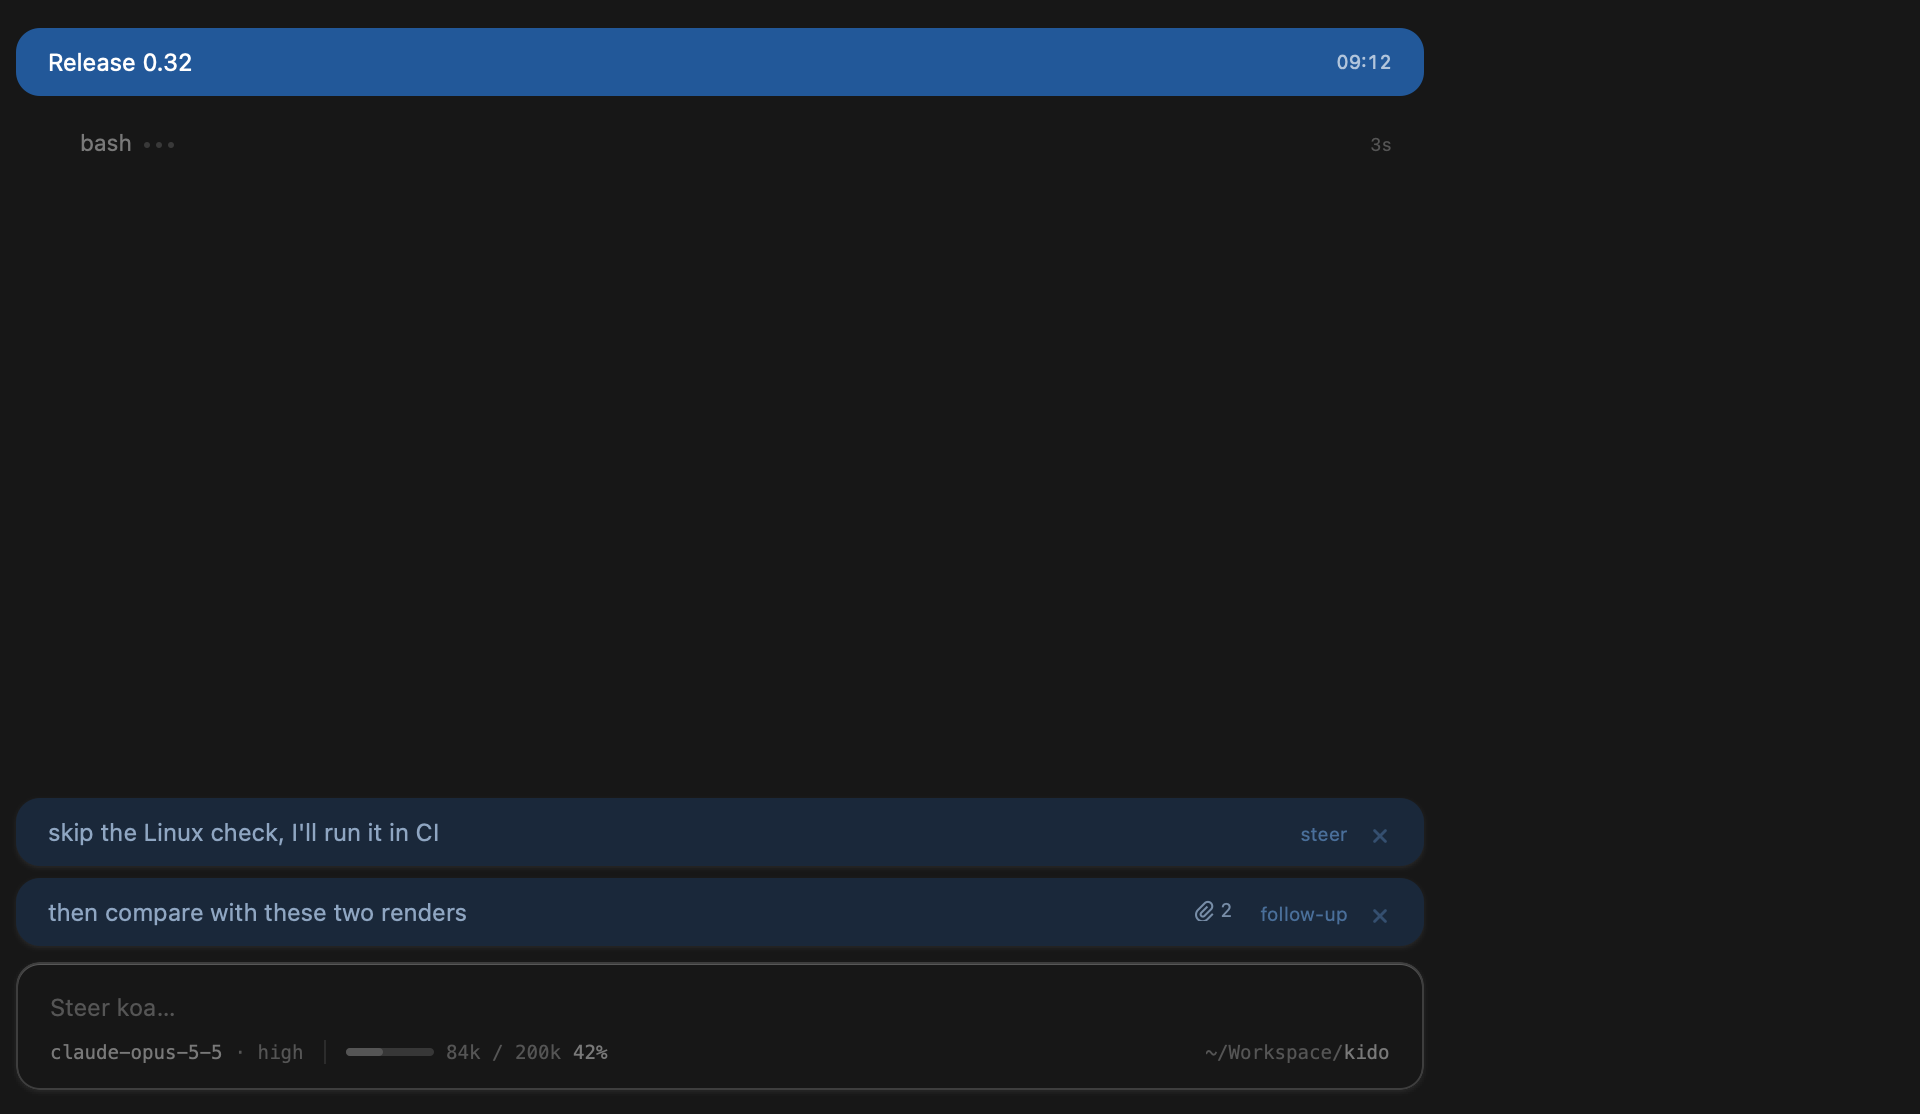 Release 0.32 09:12
bash ••• 3s
skip the Linux check, I'll run it in CI steer ×
then compare with these two renders 2 follow-up ×
Steer koa...
claude-opus-5-5 · high 84k / 200k 42% ~/Workspace/kido